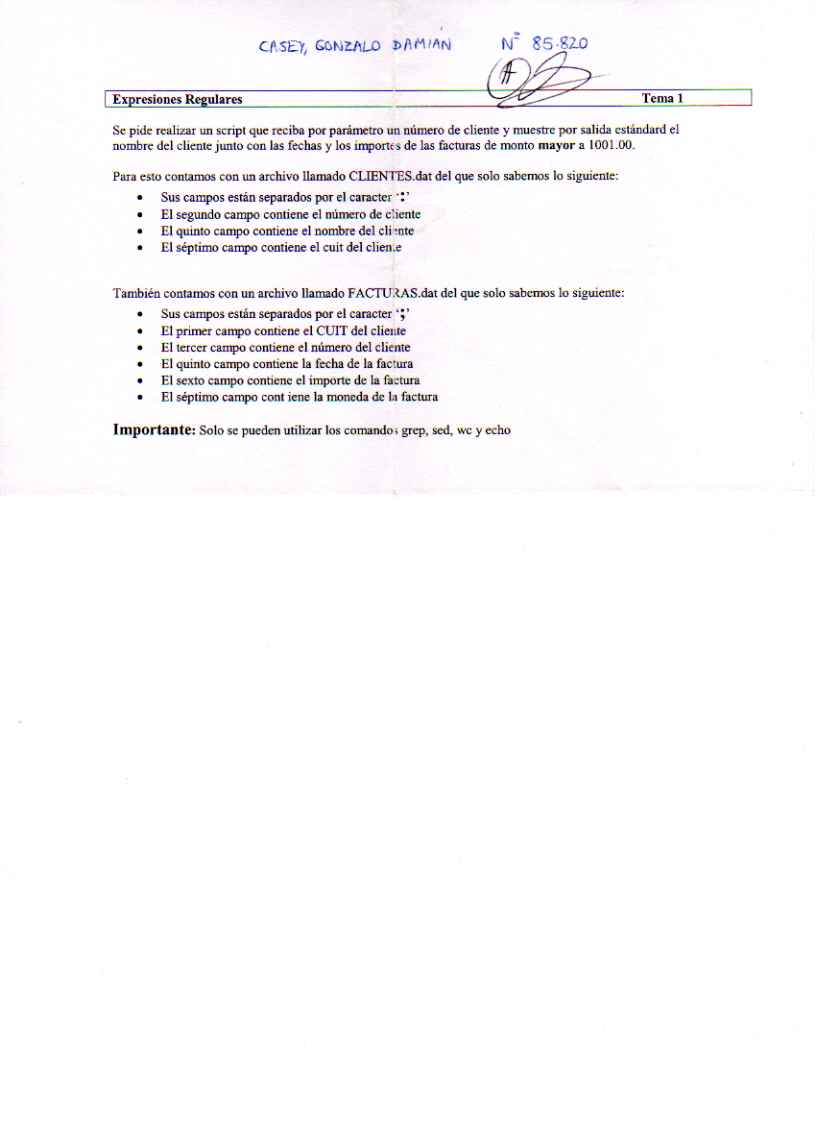 CASEY, GONZALO DAMIAN Nº 85.820
Expresiones Regulares Tema 1
Se pide realizar un script que reciba por parámetro un número de cliente y muestre por salida estándard el
nombre del cliente junto con las fechas y los importes de las facturas de monto mayor a 1001.00.
Para esto contamos con un archivo llamado CLIENTES.dat del que solo sabemos lo siguiente:
• Sus campos están separados por el caracter ':'
• El segundo campo contiene el número de cliente
• El quinto campo contiene el nombre del cliente
• El séptimo campo contiene el cuit del cliente
También contamos con un archivo llamado FACTURAS.dat del que solo sabemos lo siguiente:
• Sus campos están separados por el caracter ';'
• El primer campo contiene el CUIT del cliente
• El tercer campo contiene el número del cliente
• El quinto campo contiene la fecha de la factura
• El sexto campo contiene el importe de la factura
• El séptimo campo cont iene la moneda de la factura
Importante: Solo se pueden utilizar los comandos grep, sed, wc y echo